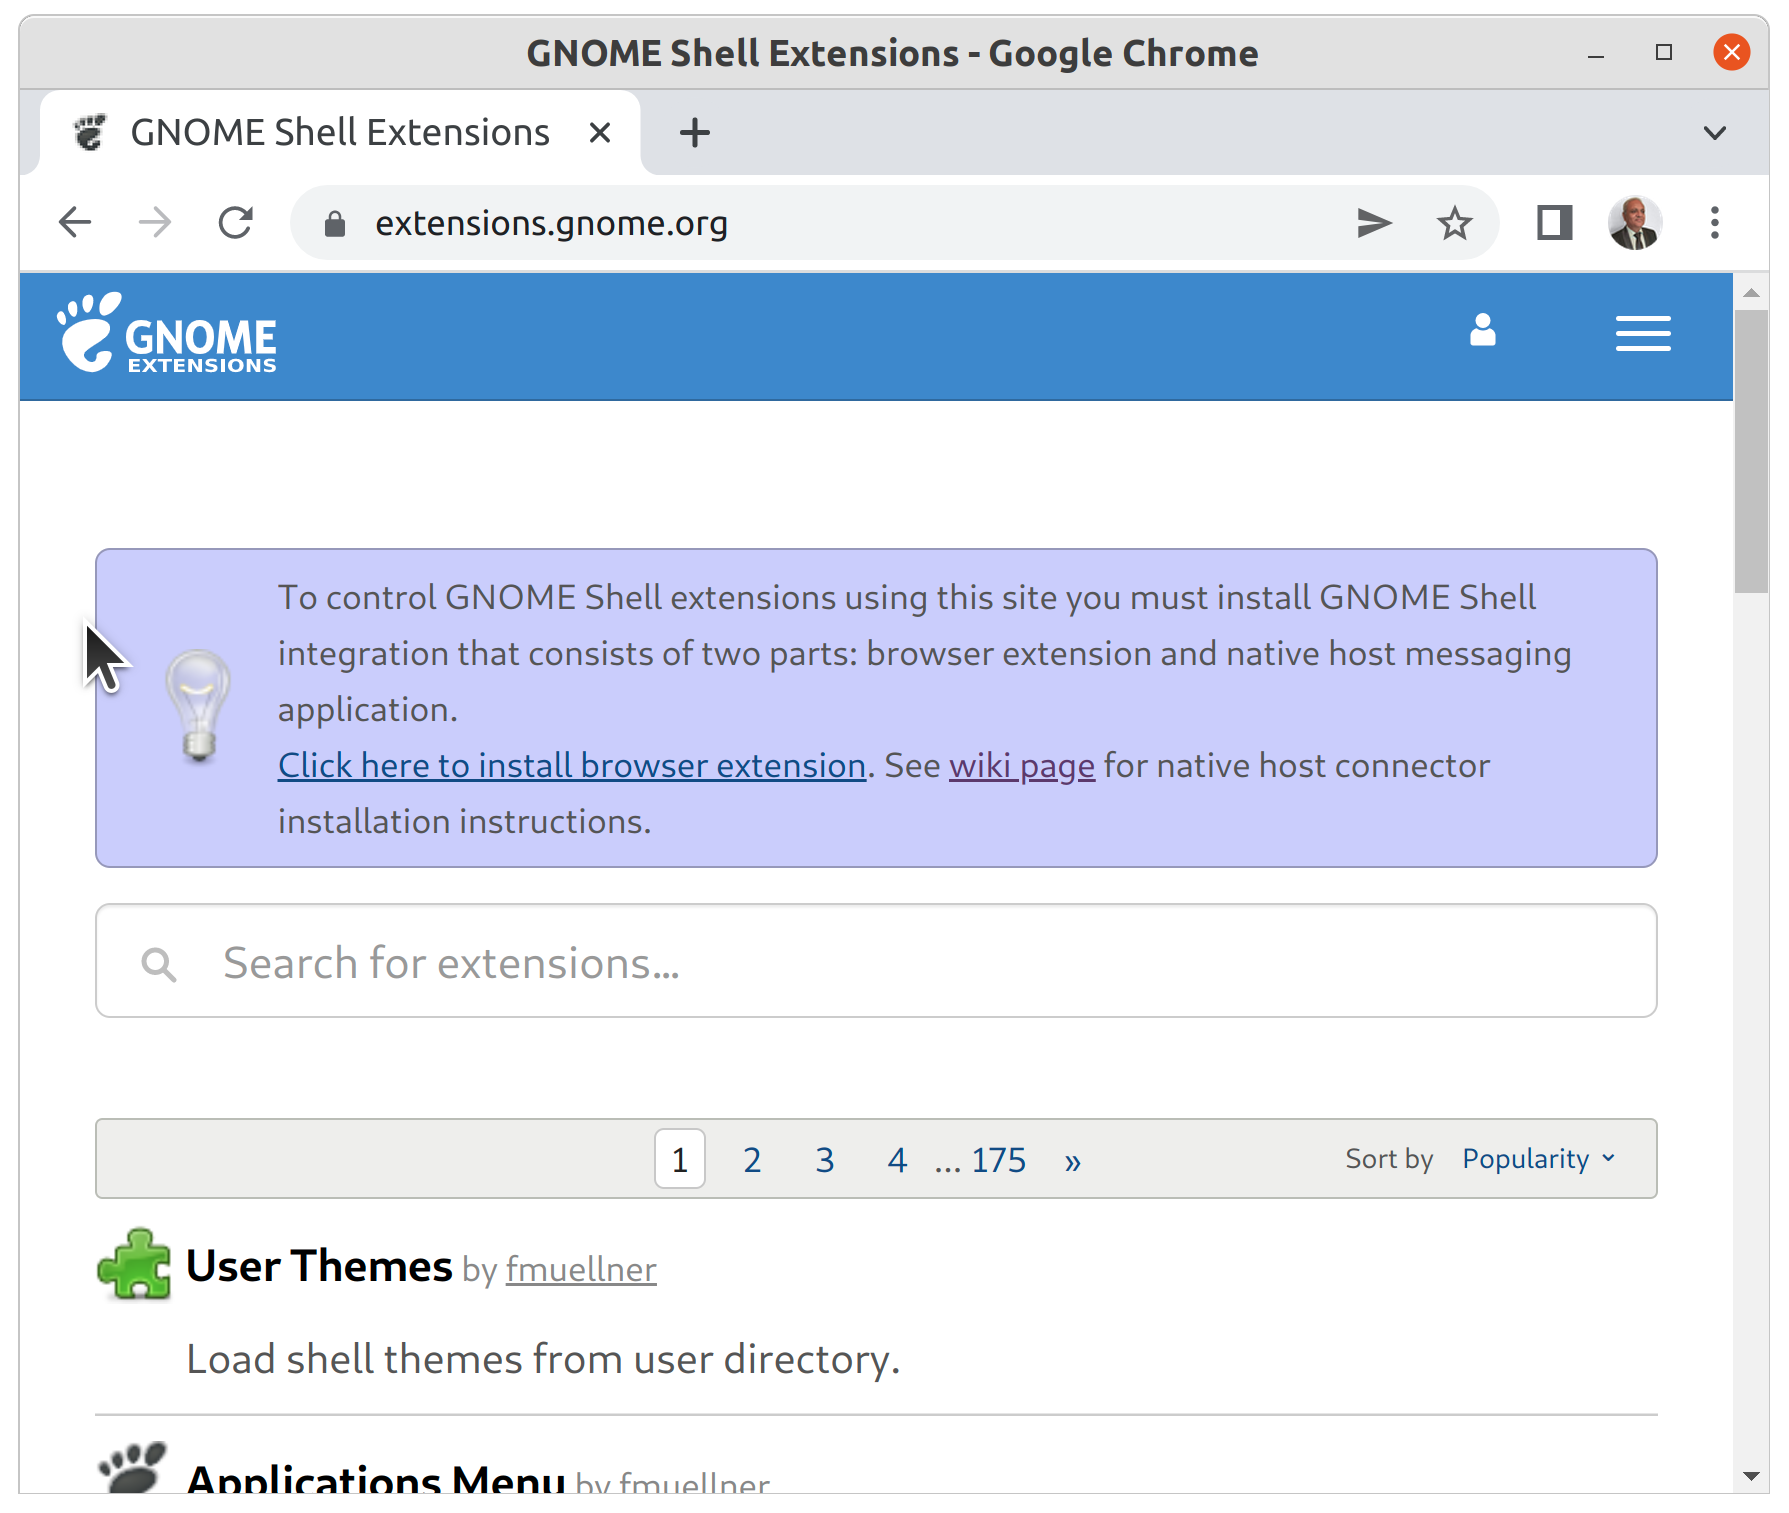 GNOME Shell Extensions - Google Chrome
GNOME Shell Extensions
extensions.gnome.org
GNOME
EXTENSIONS
To control GNOME Shell extensions using this site you must install GNOME Shell
integration that consists of two parts: browser extension and native host messaging
application.
Click here to install browser extension. See wiki page for native host connector
installation instructions.
Search for extensions...
1 2 3 4 ... 175 » Sort by Popularity
User Themes by fmuellner
Load shell themes from user directory.
Applications Menu by fmuellner